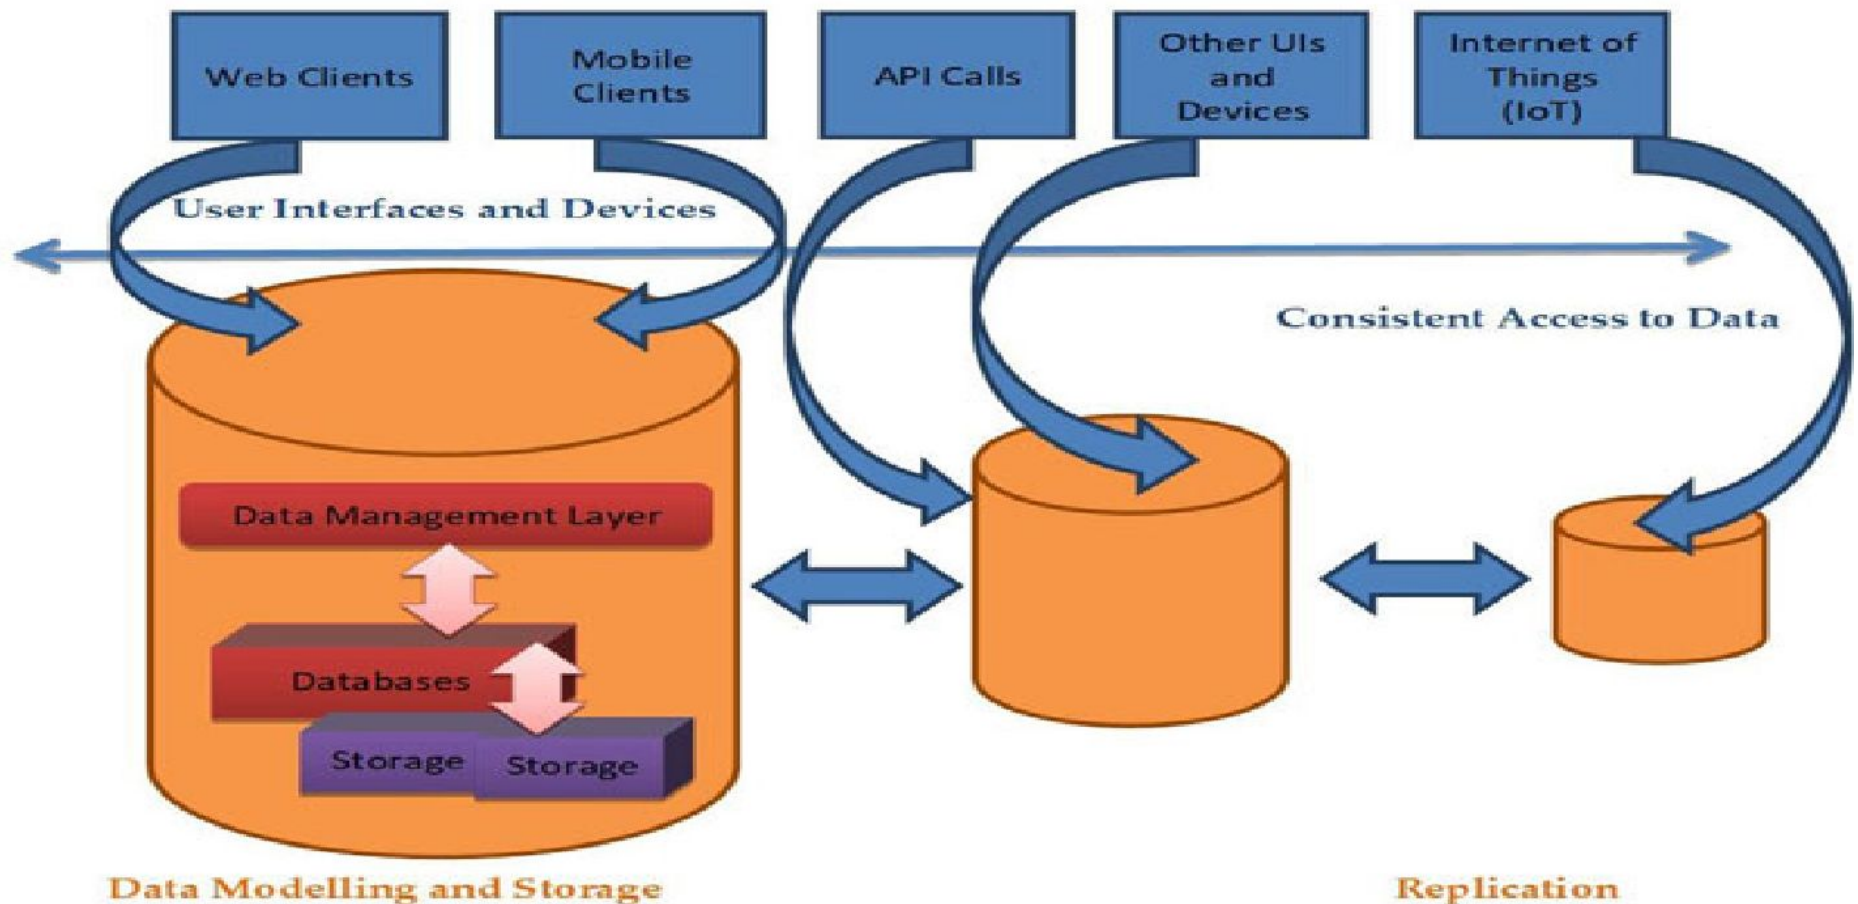 Web Clients
Mobile
Clients
API Calls
Other UIs
and
Devices
Internet of
Things
(IoT)
User Interfaces and Devices
Consistent Access to Data
Data Management Layer
Databases
Storage
Storage
Data Modelling and Storage
Replication